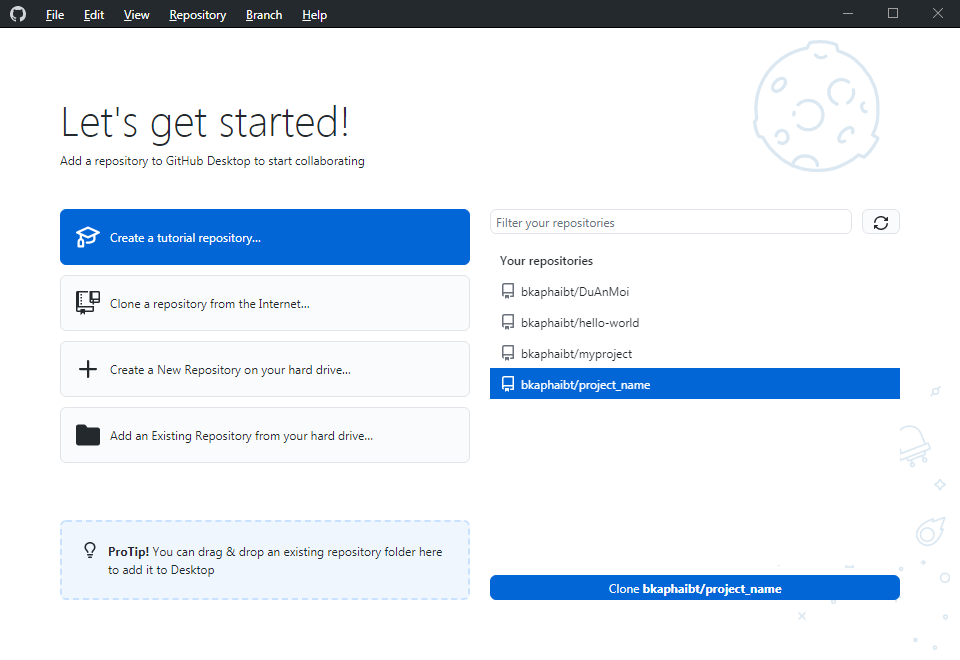 File Edit View Repository Branch Help
Let's get started!
Add a repository to GitHub Desktop to start collaborating
Create a tutorial repository...
Clone a repository from the Internet...
Create a New Repository on your hard drive...
Add an Existing Repository from your hard drive...
ProTip! You can drag & drop an existing repository folder here
to add it to Desktop
Filter your repositories
Your repositories
bkaphaibt/DuAnMoi
bkaphaibt/hello-world
bkaphaibt/myproject
bkaphaibt/project_name
Clone bkaphaibt/project_name